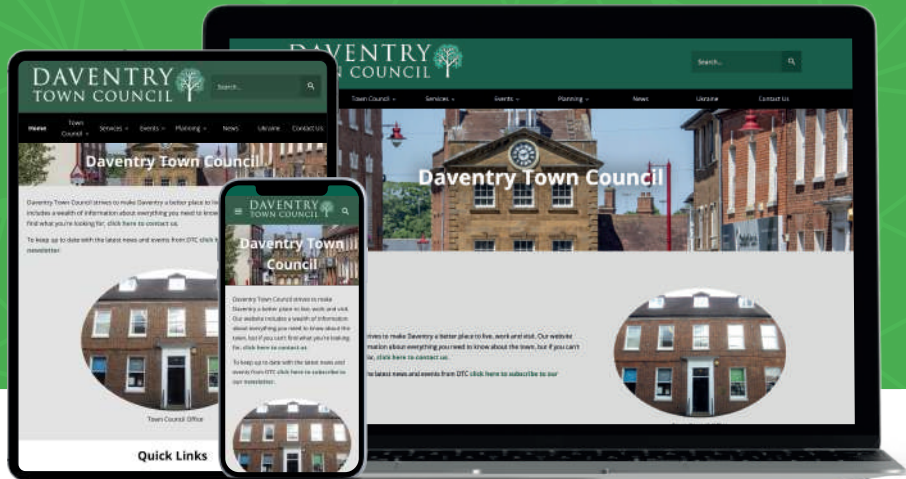 DAVENTRY
TOWN COUNCIL
Search...
Home
Town
Council
Services
Events
Planning
News
Ukraine
Contact Us
Daventry Town Council
Daventry Town Council strives to make Daventry a better place to
includes a wealth of information about everything you need to know
find what you're looking for, click here to contact us.
To keep up to date with the latest news and events from DTC click
newsletter.
Town Council Office
Quick Links
DAVENTRY
TOWN COUNCIL
Daventry Town
Council
Daventry Town Council strives to make
Daventry a better place to live, work and visit.
Our website includes a wealth of information
about everything you need to know about the
town, but if you can't find what you're looking
for, click here to contact us.
To keep up to date with the latest news and
events from DTC click here to subscribe to
our newsletter.
DAVENTRY
COUNCIL
Search...
Town Council
Services
Events
Planning
News
Ukraine
Contact Us
Daventry Town Council
strives to make Daventry a better place to live, work and visit. Our website
about everything you need to know about the town, but if you can't
click here to contact us.
latest news and events from DTC click here to subscribe to our